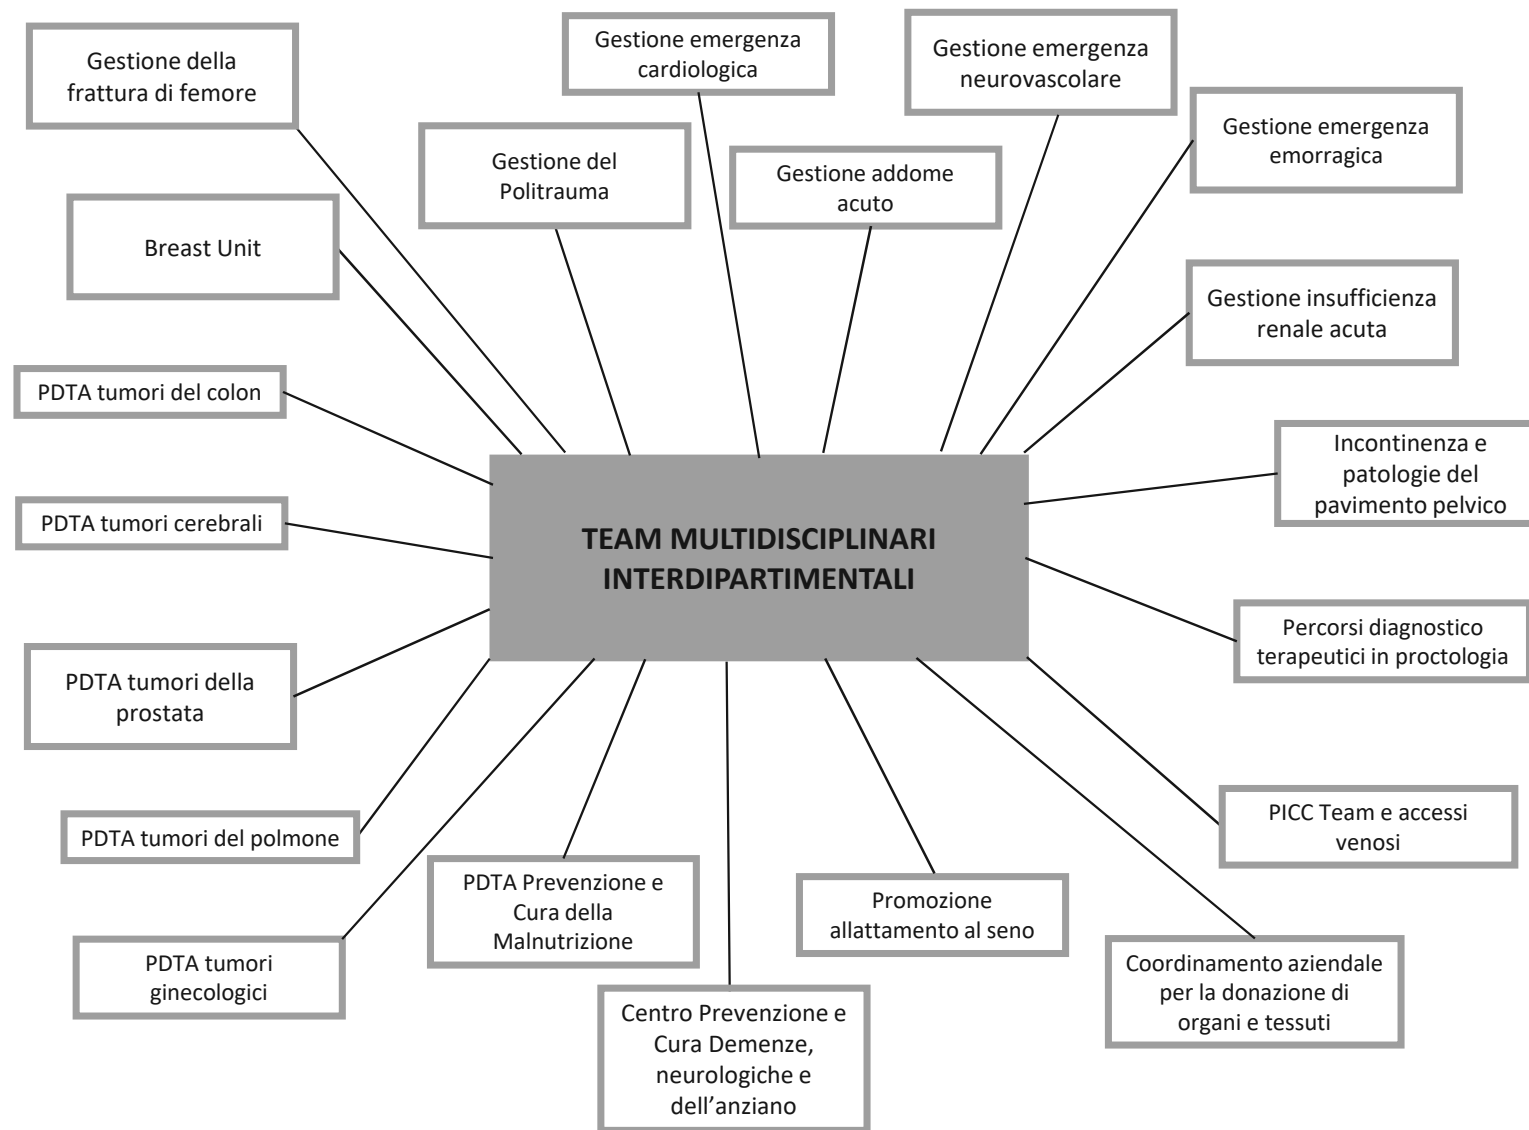 Gestione della
frattura di femore
Gestione emergenza
cardiologica
Gestione emergenza
neurovascolare
Gestione emergenza
emorragica
Gestione del
Politrauma
Gestione addome
acuto
Breast Unit
Gestione insufficienza
renale acuta
PDTA tumori del colon
Incontinenza e
patologie del
pavimento pelvico
PDTA tumori cerebrali
TEAM MULTIDISCIPLINARI
INTERDIPARTIMENTALI
Percorsi diagnostico
terapeutici in proctologia
PDTA tumori della
prostata
PDTA tumori del polmone
PICC Team e accessi
venosi
PDTA Prevenzione e
Cura della
Malnutrizione
Promozione
allattamento al seno
PDTA tumori
ginecologici
Coordinamento aziendale
per la donazione di
organi e tessuti
Centro Prevenzione e
Cura Demenze,
neurologiche e
dell’anziano